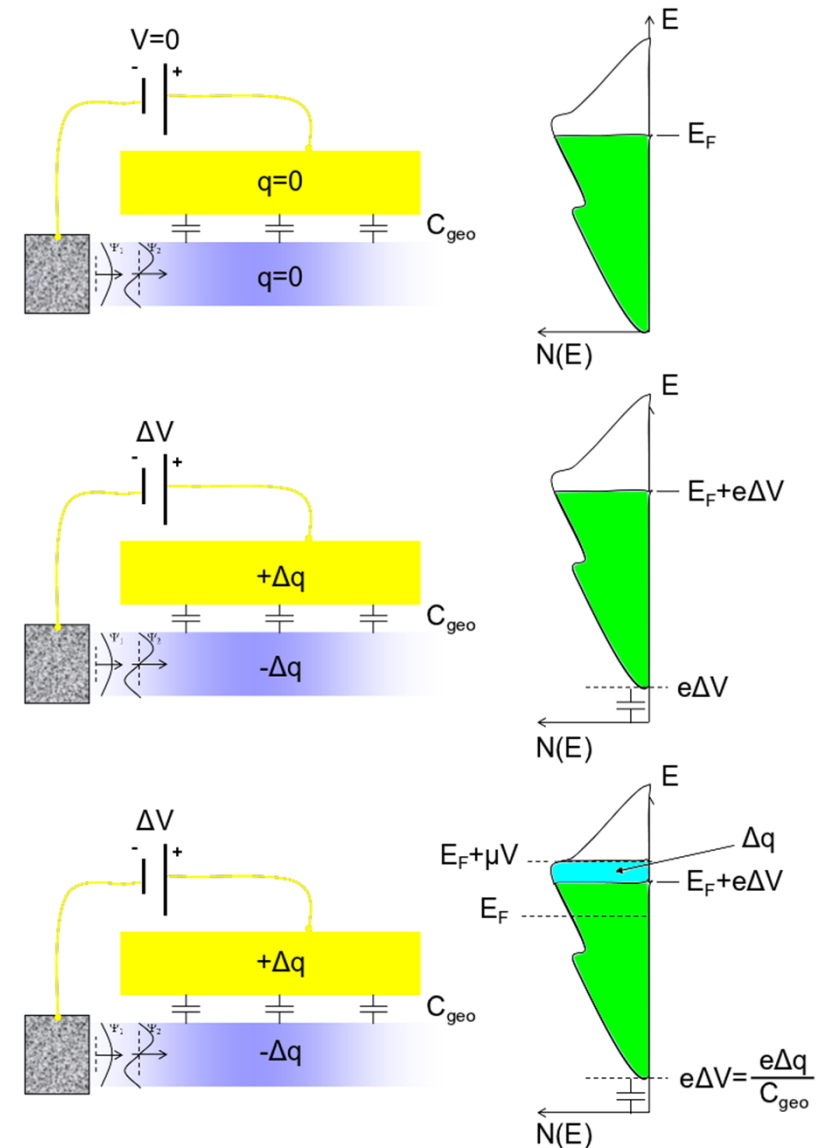 V=0
- +
q=0
C_geo
Ψ₁ Ψ₂
q=0
E
E_F
N(E)
ΔV
- +
+Δq
C_geo
Ψ₁ Ψ₂
-Δq
E
E_F+eΔV
eΔV
N(E)
ΔV
- +
+Δq
C_geo
Ψ₁ Ψ₂
-Δq
E
Δq
E_F+μV
E_F+eΔV
E_F
eΔV=eΔq/C_geo
N(E)